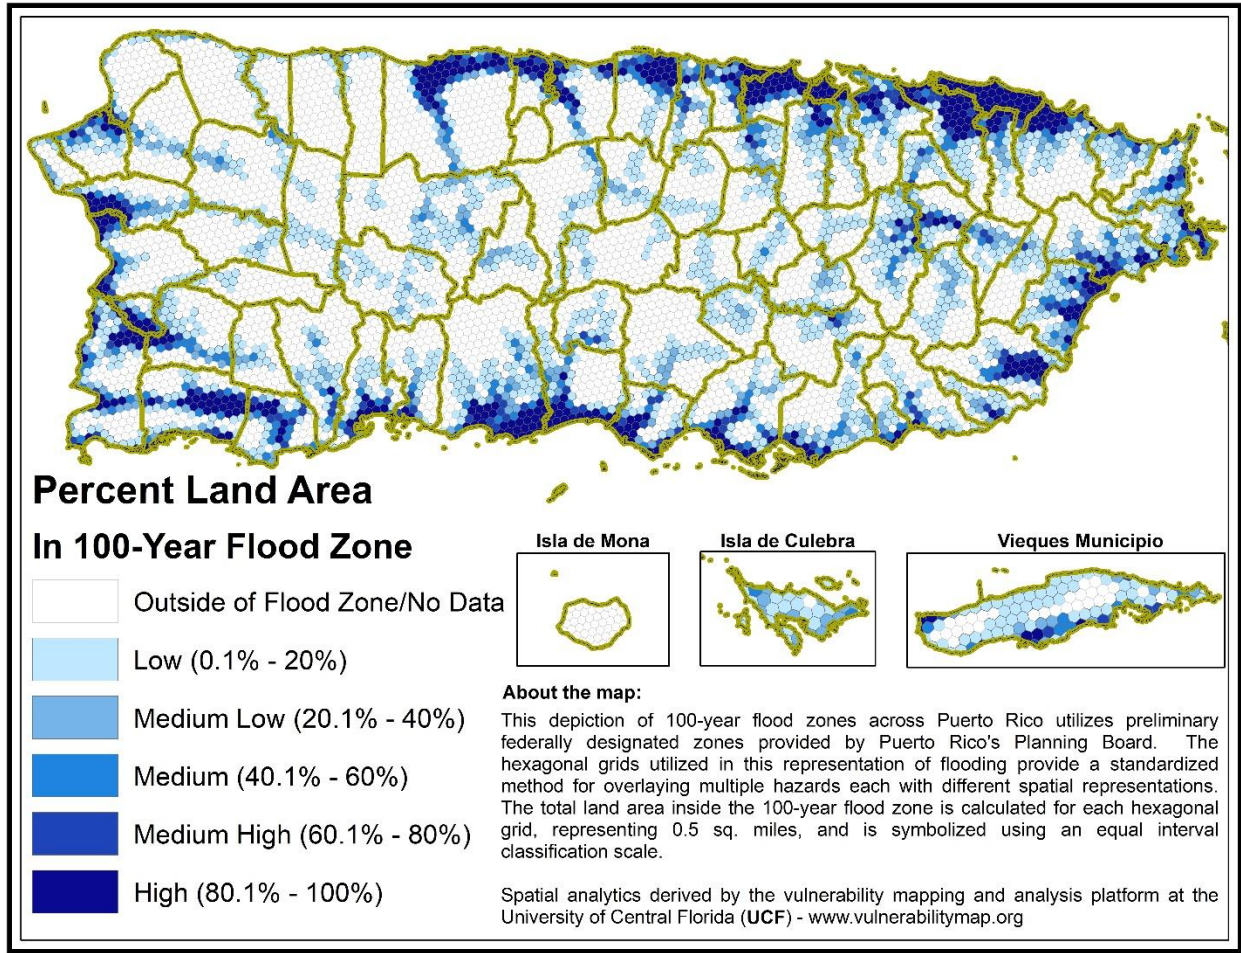 Percent Land Area
In 100-Year Flood Zone
Outside of Flood Zone/No Data
Low (0.1% - 20%)
Medium Low (20.1% - 40%)
Medium (40.1% - 60%)
Medium High (60.1% - 80%)
High (80.1% - 100%)
Isla de Mona
Isla de Culebra
Vieques Municipio
About the map:
This depiction of 100-year flood zones across Puerto Rico utilizes preliminary
federally designated zones provided by Puerto Rico's Planning Board. The
hexagonal grids utilized in this representation of flooding provide a standardized
method for overlaying multiple hazards each with different spatial representations.
The total land area inside the 100-year flood zone is calculated for each hexagonal
grid, representing 0.5 sq. miles, and is symbolized using an equal interval
classification scale.
Spatial analytics derived by the vulnerability mapping and analysis platform at the
University of Central Florida (UCF) - www.vulnerabilitymap.org